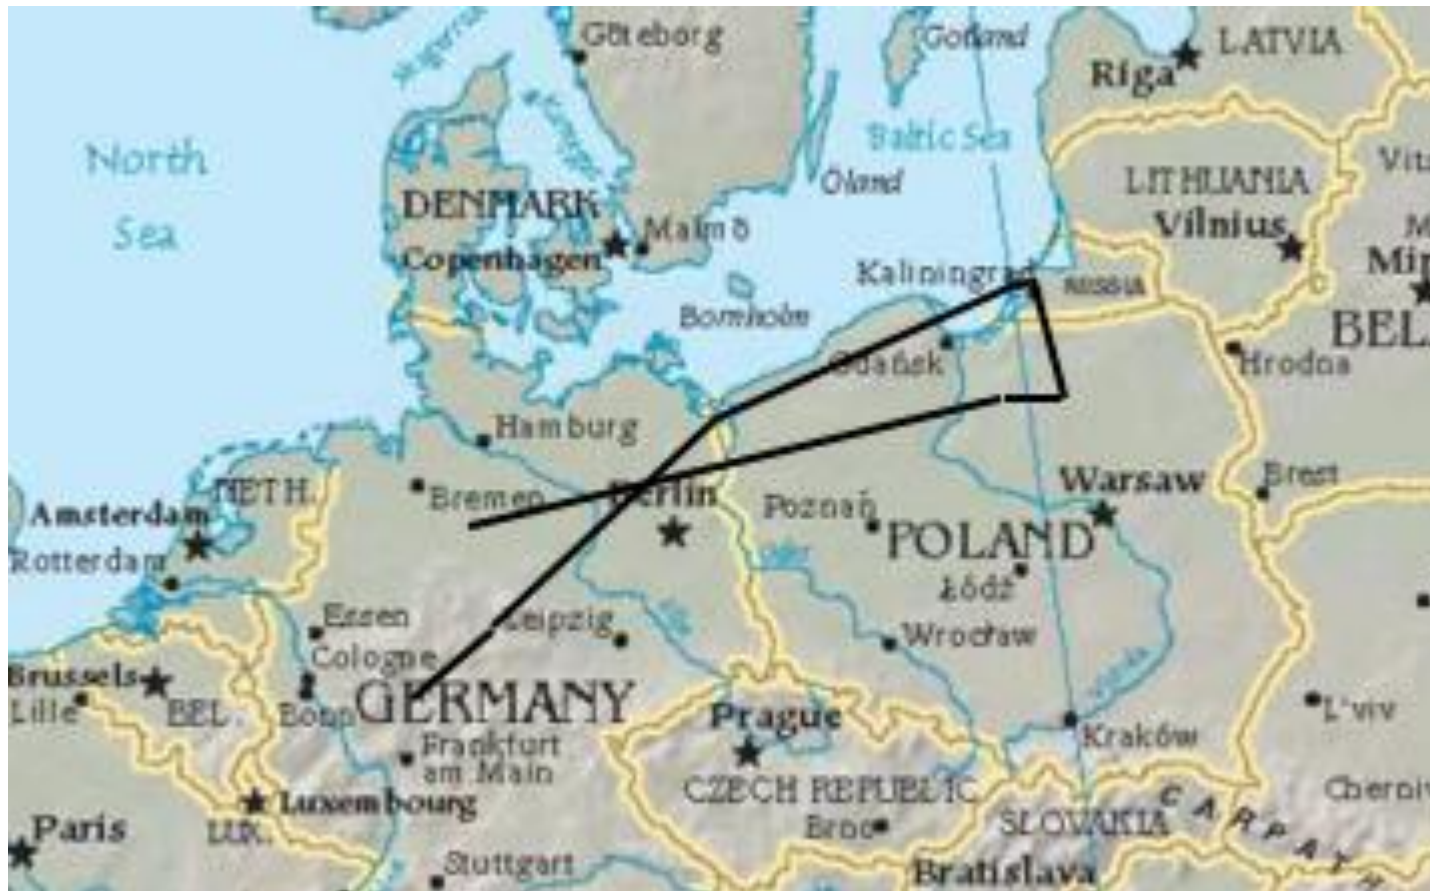 Göteborg
Gotland
LATVIA
Riga
North
Sea
Baltic Sea
Öland
LITHUANIA
Vilnius
DENMARK
Malmö
Copenhagen
Kaliningrad
RUSSIA
Bornholm
BEL
Gdańsk
Hrodna
Hamburg
NETH.
Bremen
Berlin
Warsaw
Brest
Amsterdam
Poznań
POLAND
Rotterdam
Łódź
Essen
Leipzig
Wrocław
Cologne
Brussels
Lille
BEL.
Bonn
GERMANY
Prague
L'viv
Kraków
Frankfurt
am Main
CZECH REPUBLIC
Luxembourg
LUX.
Paris
Brno
SLOVAKIA
CARPATH
Stuttgart
Bratislava